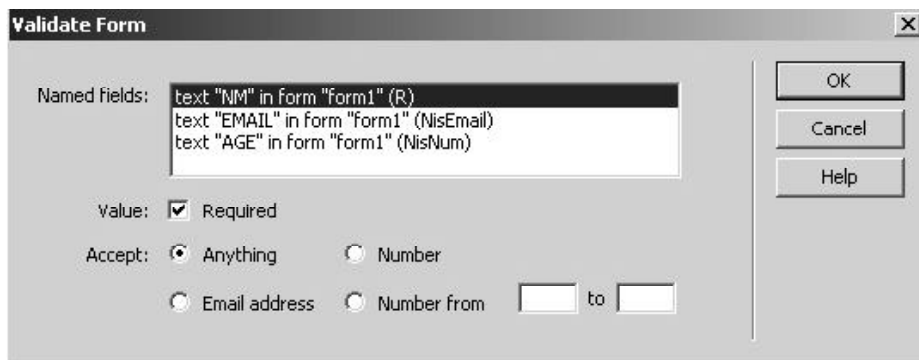 Validate Form
Named fields:
text "NM" in form "form1" (R)
text "EMAIL" in form "form1" (NisEmail)
text "AGE" in form "form1" (NisNum)
OK
Cancel
Help
Value: Required
Accept: Anything Number
Email address Number from to